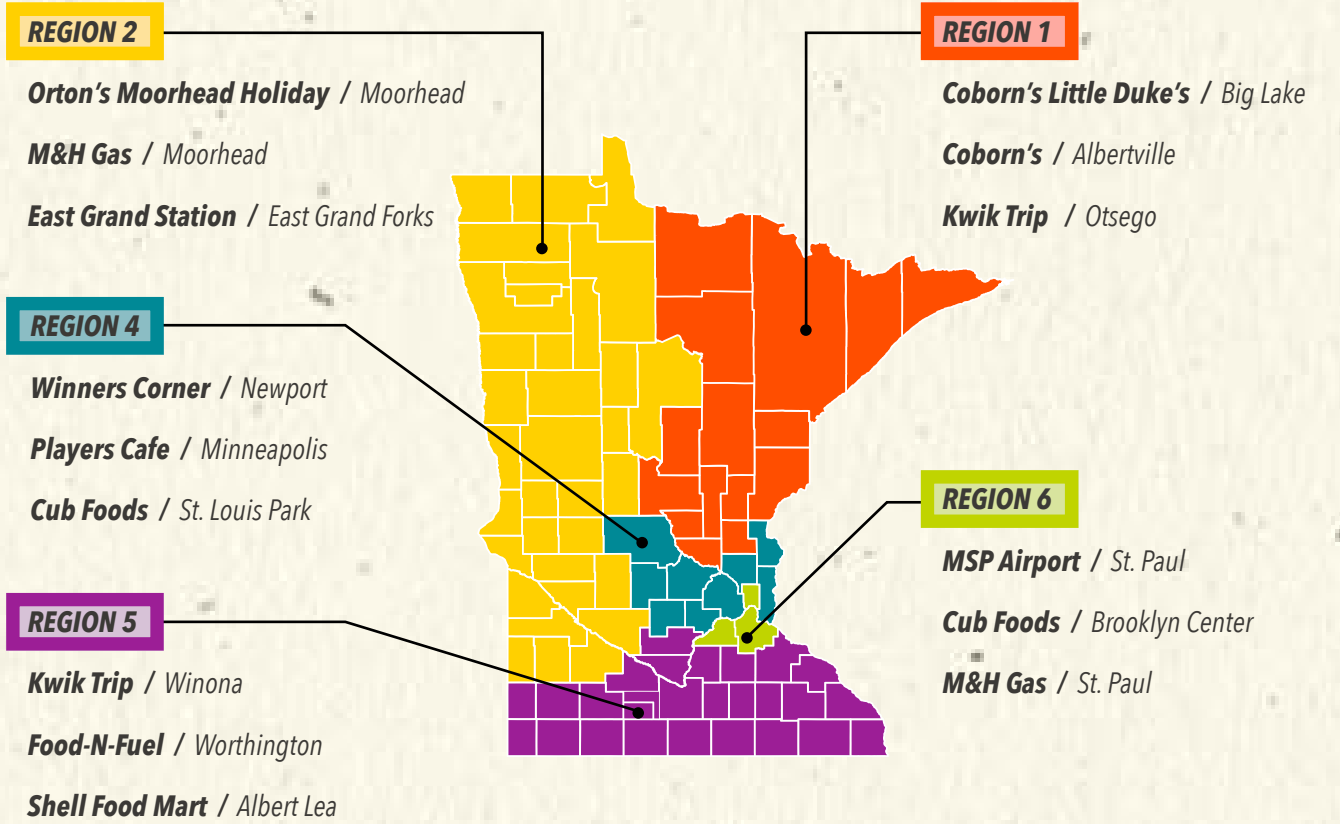 REGION 2
Orton's Moorhead Holiday / Moorhead
M&H Gas / Moorhead
East Grand Station / East Grand Forks
REGION 4
Winners Corner / Newport
Players Cafe / Minneapolis
Cub Foods / St. Louis Park
REGION 5
Kwik Trip / Winona
Food-N-Fuel / Worthington
Shell Food Mart / Albert Lea
REGION 1
Coborn's Little Duke's / Big Lake
Coborn's / Albertville
Kwik Trip / Otsego
REGION 6
MSP Airport / St. Paul
Cub Foods / Brooklyn Center
M&H Gas / St. Paul